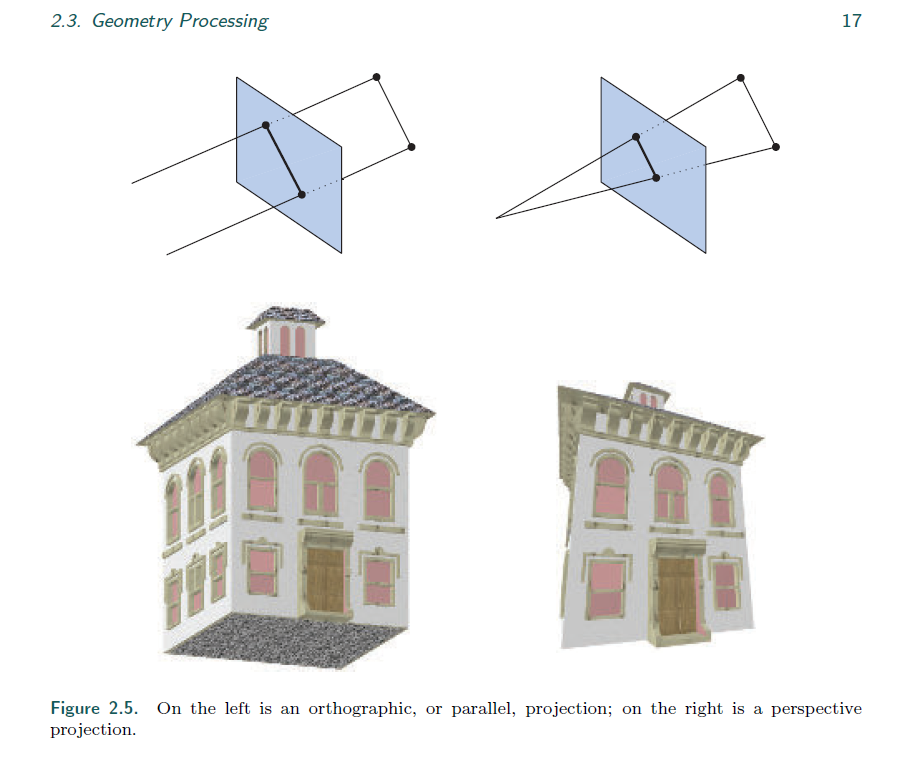 2.3. Geometry Processing 17
Figure 2.5. On the left is an orthographic, or parallel, projection; on the right is a perspective
projection.